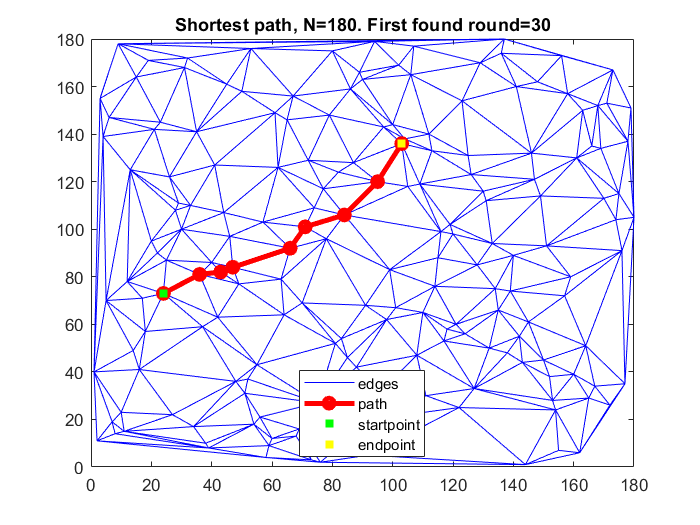 Shortest path, N=180. First found round=30
180
160
140
120
100
80
60
40
20
0
edges
path
startpoint
endpoint
0 20 40 60 80 100 120 140 160 180